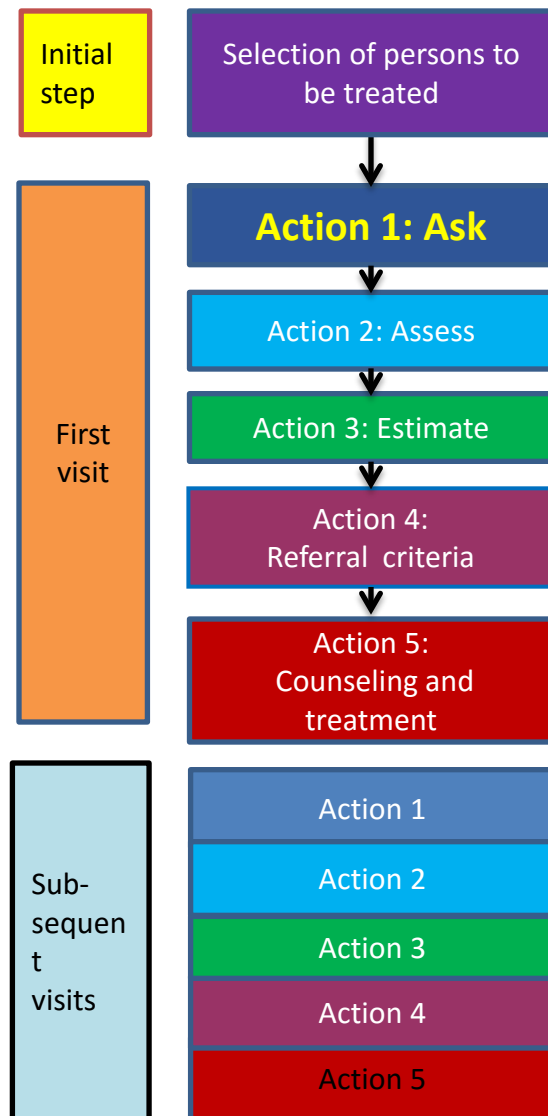 Initial
step
Selection of persons to
be treated
First
visit
Action 1: Ask
Action 2: Assess
Action 3: Estimate
Action 4:
Referral  criteria
Action 5:
Counseling and
treatment
Sub-
sequen
t
visits
Action 1
Action 2
Action 3
Action 4
Action 5